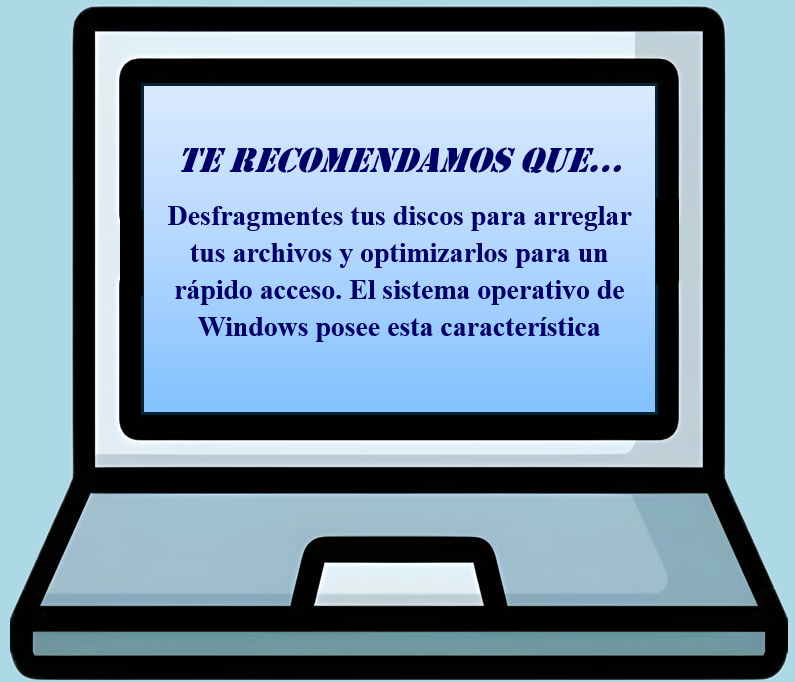 TE RECOMENDAMOS QUE...
Desfragmentes tus discos para arreglar
tus archivos y optimizarlos para un
rápido acceso. El sistema operativo de
Windows posee esta característica